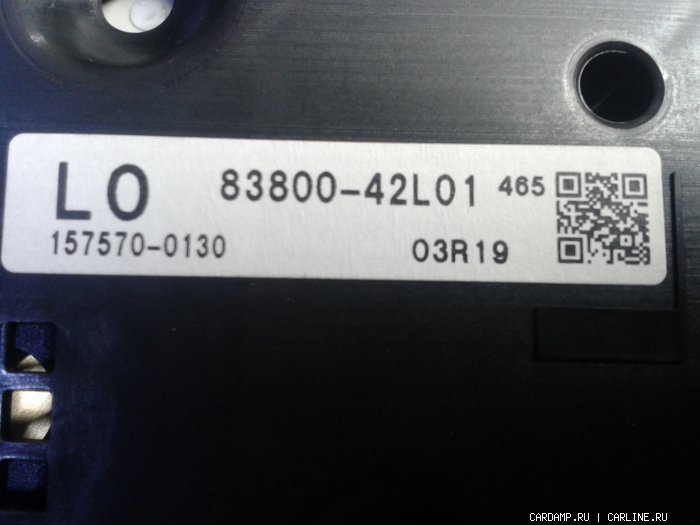 LO 83800-42L01 465
157570-0130 03R19
CARDAMP.RU | CARLINE.RU